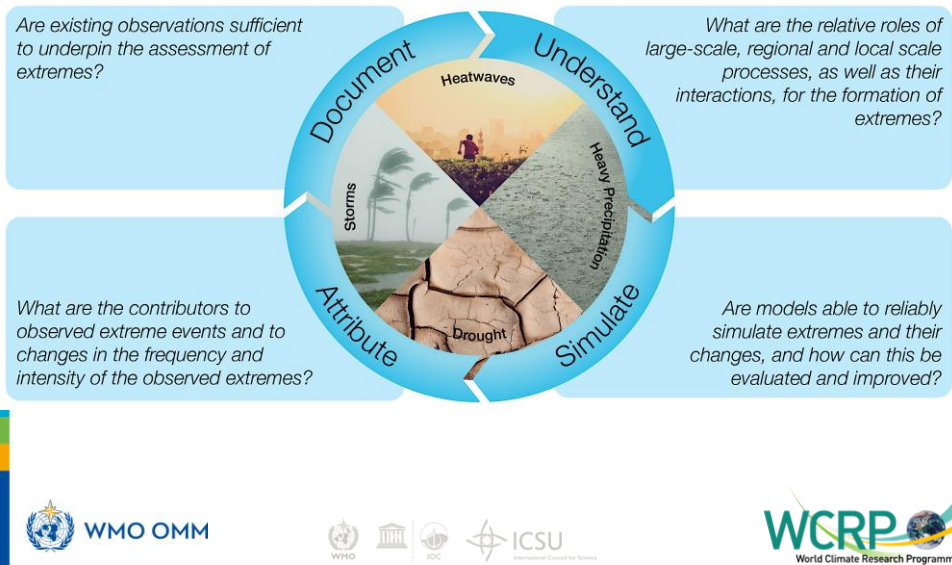 Are existing observations sufficient
to underpin the assessment of
extremes?
What are the relative roles of
large-scale, regional and local scale
processes, as well as their
interactions, for the formation of
extremes?
Document
Understand
Heatwaves
Storms
Heavy Precipitation
Drought
Attribute
Simulate
What are the contributors to
observed extreme events and to
changes in the frequency and
intensity of the observed extremes?
Are models able to reliably
simulate extremes and their
changes, and how can this be
evaluated and improved?
WMO OMM
WMO
IOC
ICSU
International Council for Science
WCRP
World Climate Research Programm